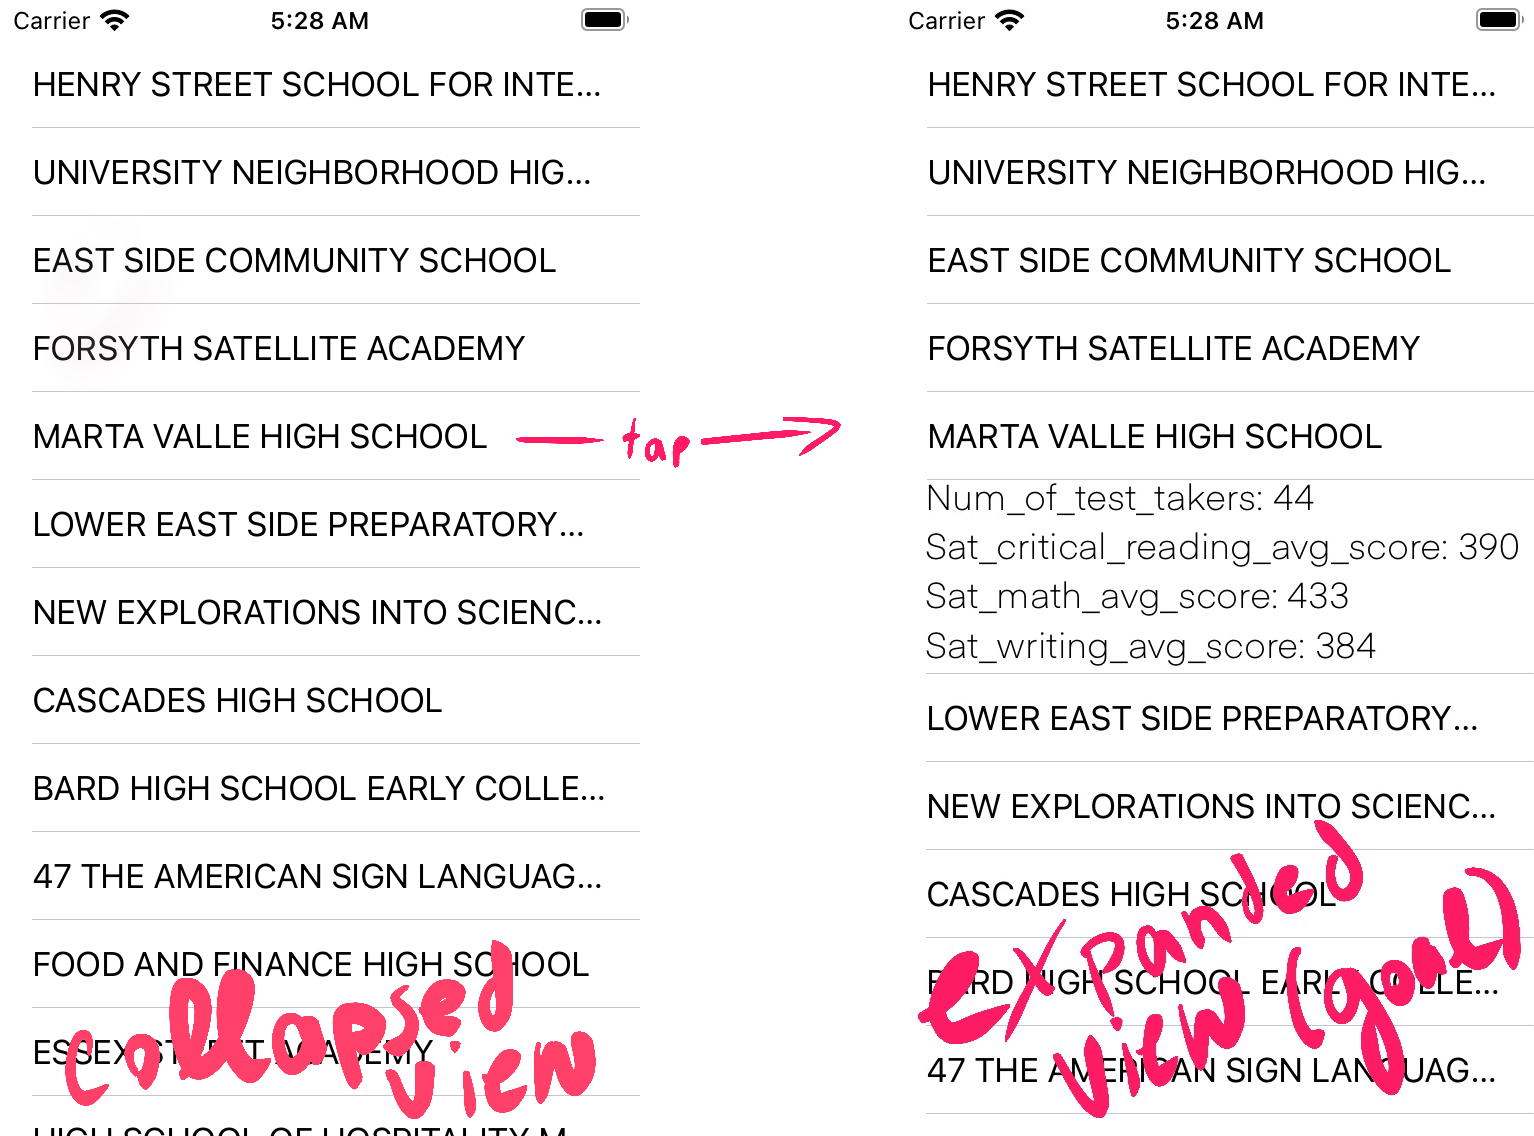 Carrier 5:28 AM
HENRY STREET SCHOOL FOR INTE...
UNIVERSITY NEIGHBORHOOD HIG...
EAST SIDE COMMUNITY SCHOOL
FORSYTH SATELLITE ACADEMY
MARTA VALLE HIGH SCHOOL
LOWER EAST SIDE PREPARATORY...
NEW EXPLORATIONS INTO SCIENC...
CASCADES HIGH SCHOOL
BARD HIGH SCHOOL EARLY COLLE...
47 THE AMERICAN SIGN LANGUAG...
FOOD AND FINANCE HIGH SCHOOL
ESSEX STREET ACADEMY
HIGH SCHOOL OF HOSPITALITY M...
collapsed
view
tap
Carrier 5:28 AM
HENRY STREET SCHOOL FOR INTE...
UNIVERSITY NEIGHBORHOOD HIG...
EAST SIDE COMMUNITY SCHOOL
FORSYTH SATELLITE ACADEMY
MARTA VALLE HIGH SCHOOL
Num_of_test_takers: 44
Sat_critical_reading_avg_score: 390
Sat_math_avg_score: 433
Sat_writing_avg_score: 384
LOWER EAST SIDE PREPARATORY...
NEW EXPLORATIONS INTO SCIENC...
CASCADES HIGH SCHOOL
BARD HIGH SCHOOL EARLY COLLE...
47 THE AMERICAN SIGN LANGUAG...
expanded
view (goal)